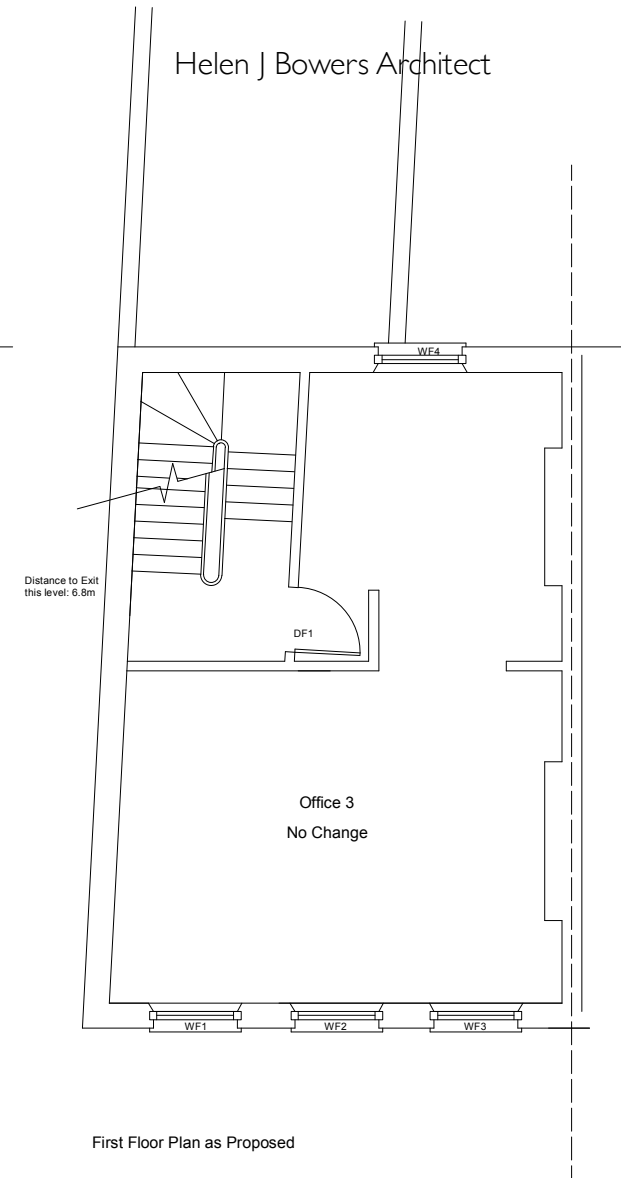 Helen J Bowers Architect
WF4
Distance to Exit
this level: 6.8m
DF1
Office 3
No Change
WF1
WF2
WF3
First Floor Plan as Proposed